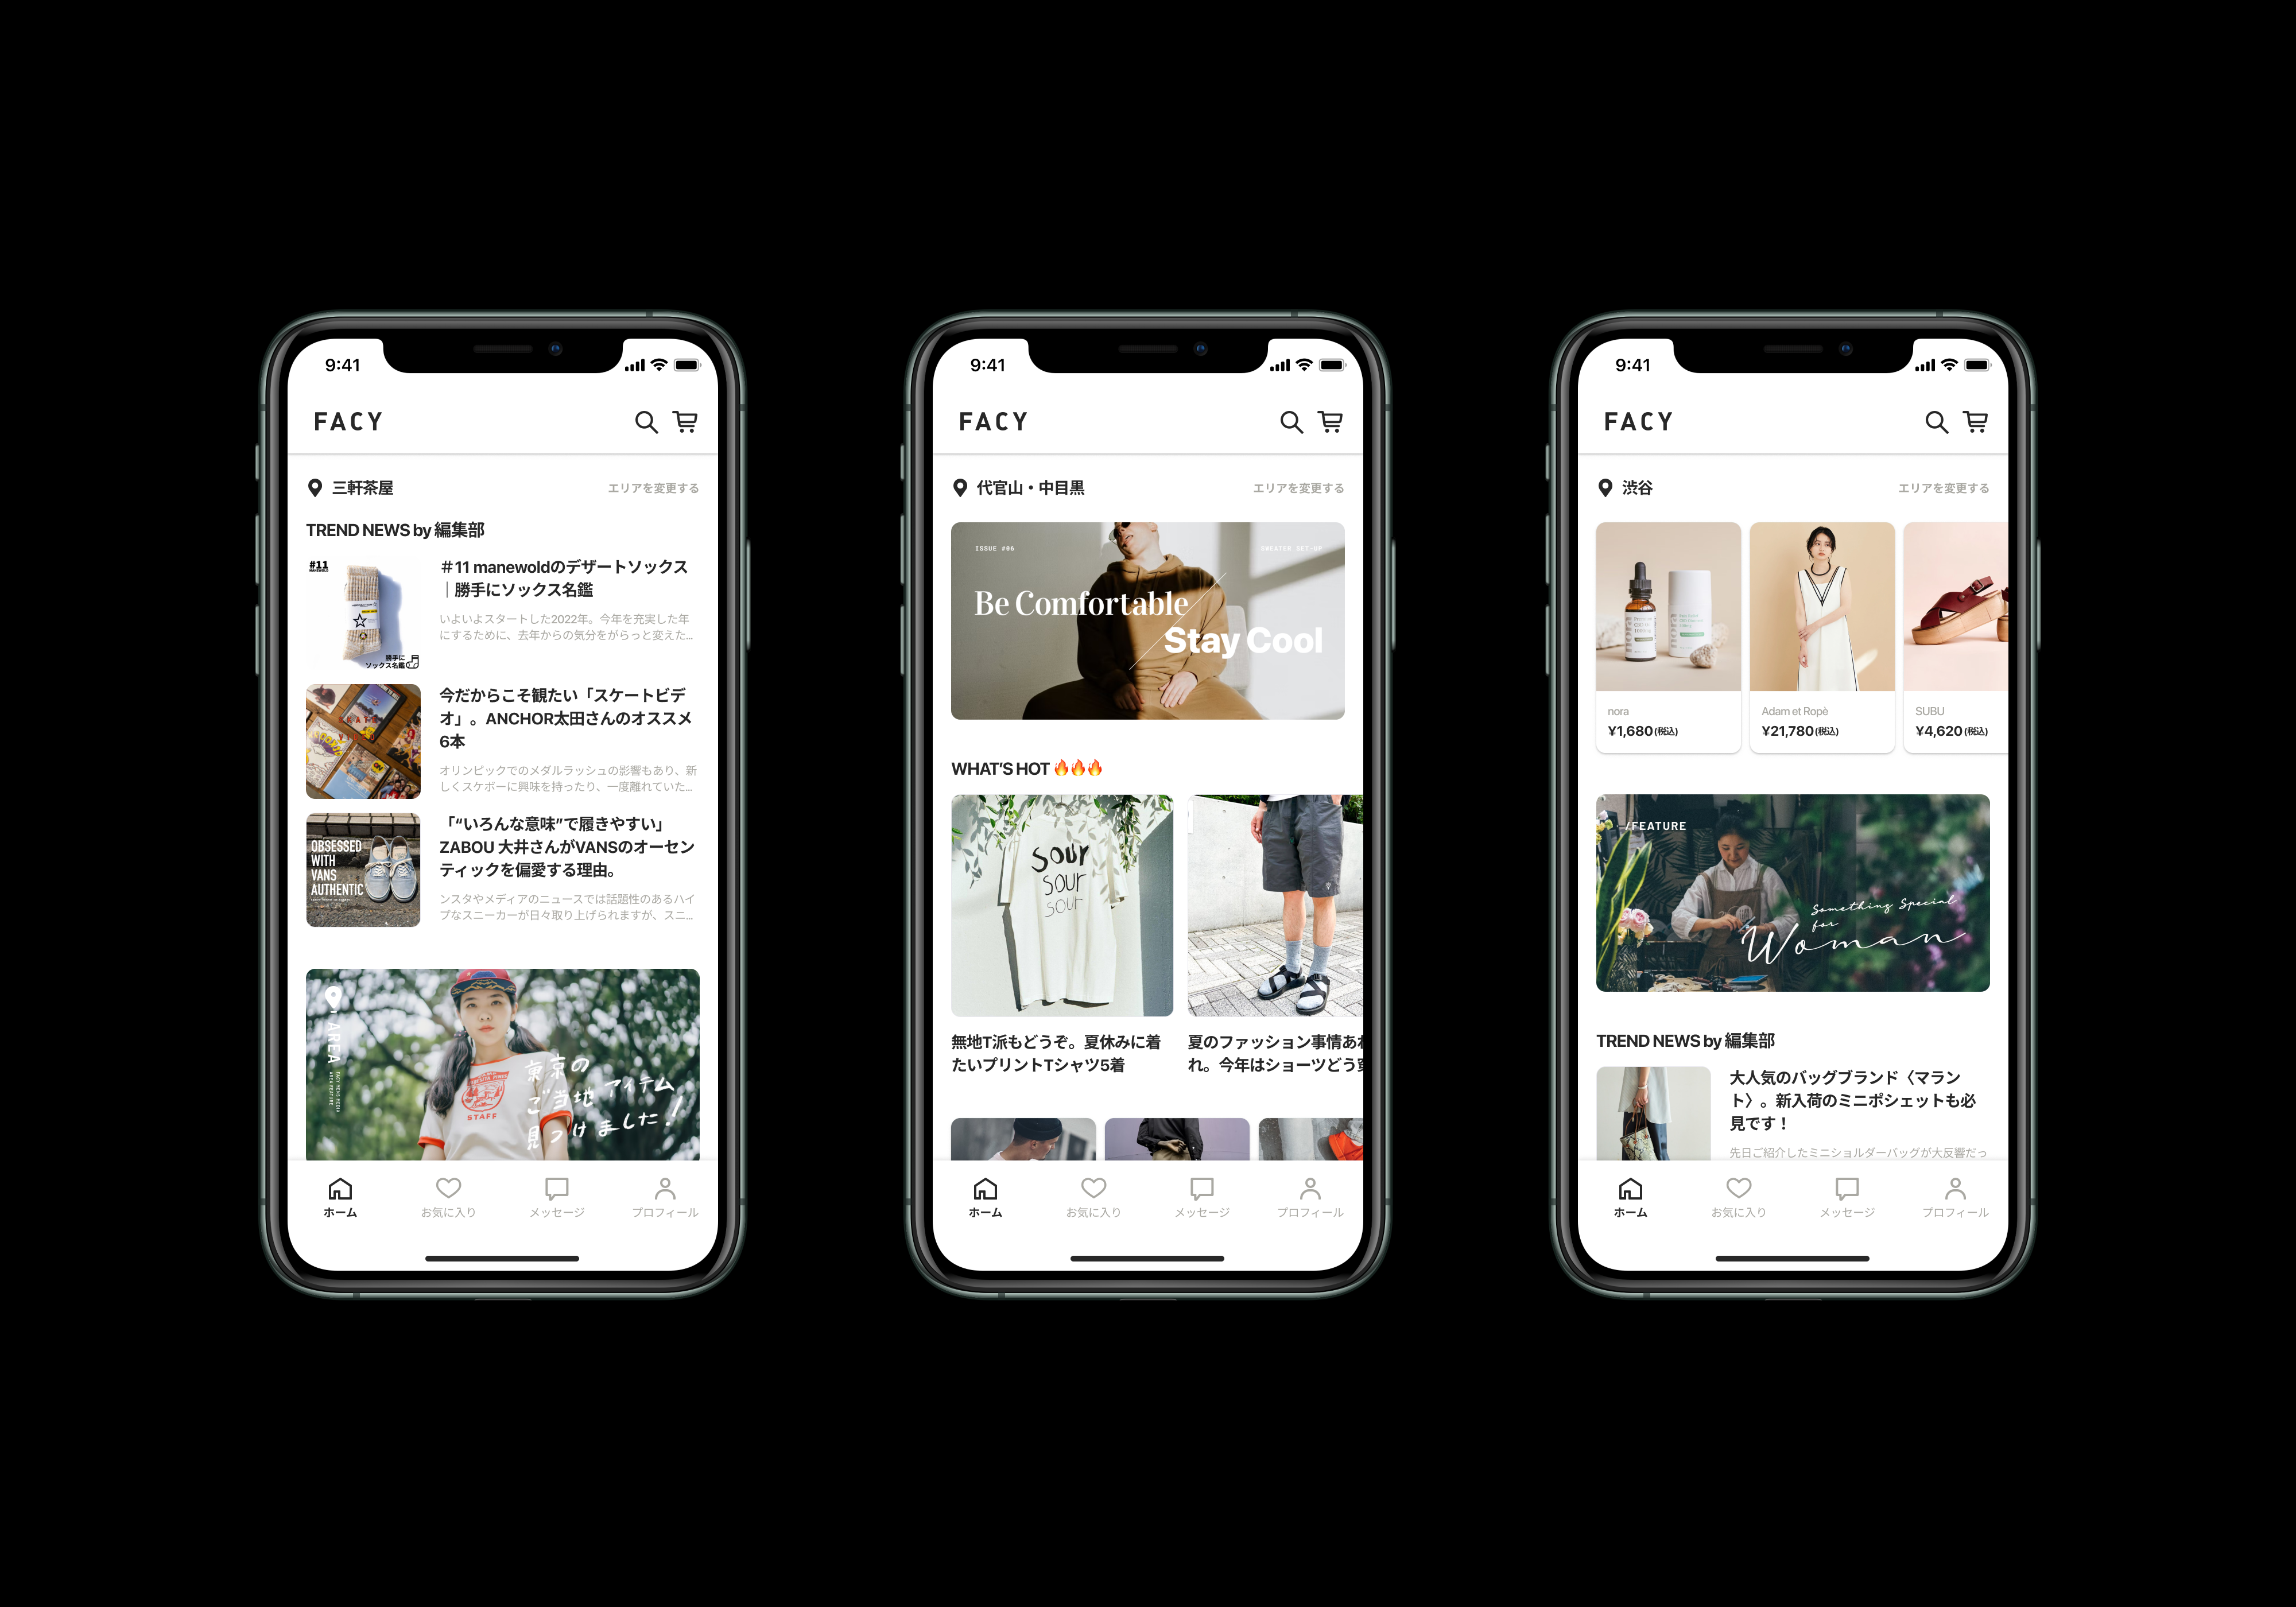 9:41
FACY
三軒茶屋
エリアを変更する
TREND NEWS by 編集部
#11
MANEWOLD
勝手に
ソックス名鑑
＃11 manewoldのデザートソックス
｜勝手にソックス名鑑
いよいよスタートした2022年。今年を充実した年
にするために、去年からの気分をがらっと変えた...
今だからこそ観たい「スケートビデ
オ」。ANCHOR太田さんのオススメ
6本
オリンピックでのメダルラッシュの影響もあり、新
しくスケボーに興味を持ったり、一度離れていた...
OBSESSED
WITH
VANS
AUTHENTIC
「“いろんな意味”で履きやすい」
ZABOU 大井さんがVANSのオーセン
ティックを偏愛する理由。
ンスタやメディアのニュースでは話題性のあるハイ
プなスニーカーが日々取り上げられますが、スニ...
AREA
STAFF
東京の
ご当地アイテム
見つけました!
ホーム
お気に入り
メッセージ
プロフィール
9:41
FACY
代官山・中目黒
エリアを変更する
ISSUE #06
SWEATER SET-UP
Be Comfortable
Stay Cool
WHAT'S HOT 🔥🔥🔥
SOUR
SOUR
SOUR
無地T派もどうぞ。夏休みに着
たいプリントTシャツ5着
夏のファッション事情あれ
れ。今年はショーツどう穿
ホーム
お気に入り
メッセージ
プロフィール
9:41
FACY
渋谷
エリアを変更する
nora
¥1,680(税込)
Adam et Ropè
¥21,780(税込)
SUBU
¥4,620(税込)
/FEATURE
Something Special
for
Woman
TREND NEWS by 編集部
大人気のバッグブランド〈マラン
ト〉。新入荷のミニポシェットも必
見です！
先日ご紹介したミニショルダーバッグが大反響だっ
ホーム
お気に入り
メッセージ
プロフィール